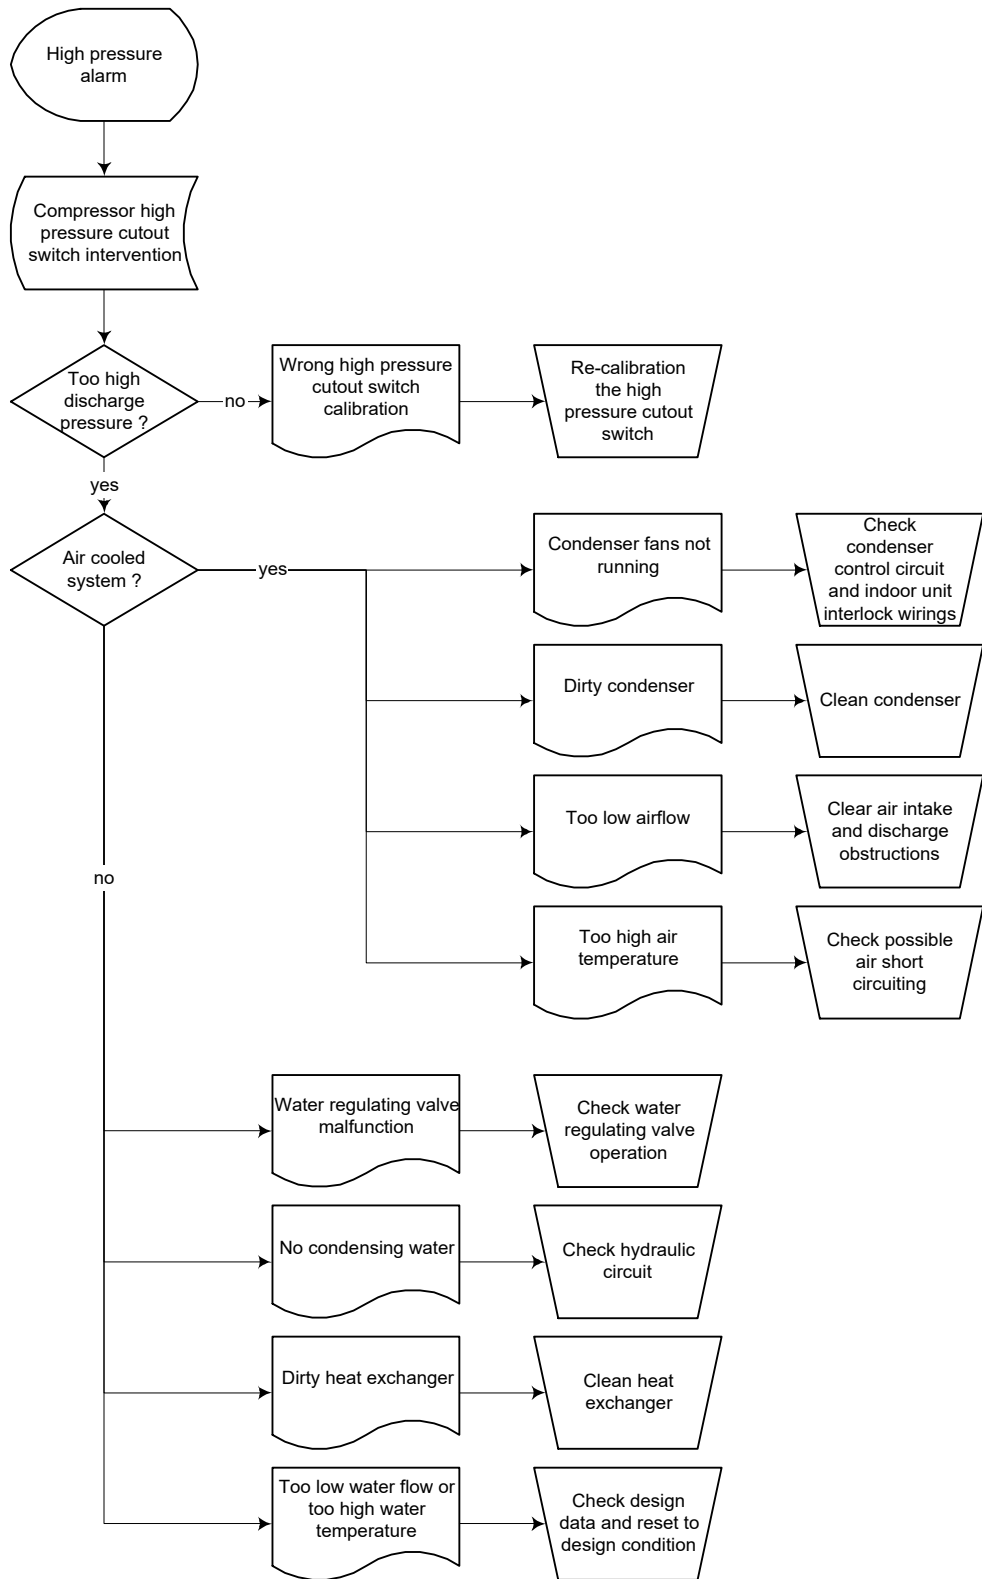 High pressure
alarm
Compressor high
pressure cutout
switch intervention
Too high
discharge
pressure ?
no
Wrong high pressure
cutout switch
calibration
Re-calibration
the high
pressure cutout
switch
yes
Air cooled
system ?
yes
Condenser fans not
running
Check
condenser
control circuit
and indoor unit
interlock wirings
Dirty condenser
Clean condenser
Too low airflow
Clear air intake
and discharge
obstructions
no
Too high air
temperature
Check possible
air short
circuiting
Water regulating valve
malfunction
Check water
regulating valve
operation
No condensing water
Check hydraulic
circuit
Dirty heat exchanger
Clean heat
exchanger
Too low water flow or
too high water
temperature
Check design
data and reset to
design condition